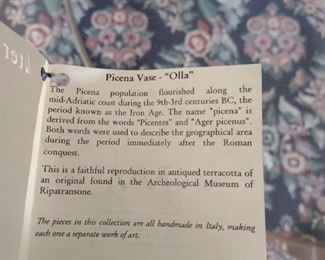 Picena Vase - "Olla"
The Picena population flourished along the
mid-Adriatic coast during the 9th-3rd centuries BC, the
period known as the Iron Age. The name "picena" is
derived from the words "Picentes" and "Ager picenus".
Both words were used to describe the geographical area
during the period immediately after the Roman
conquest.
This is a faithful reproduction in antiqued terracotta of
an original found in the Archeological Museum of
Ripatransone.
The pieces in this collection are all handmade in Italy, making
each one a separate work of art.